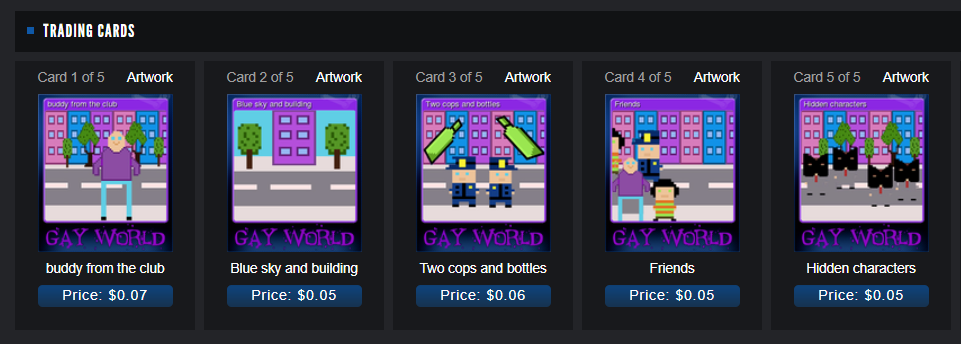 TRADING CARDS
Card 1 of 5 Artwork
buddy from the club
GAY WORLD
buddy from the club
Price: $0.07
Card 2 of 5 Artwork
Blue sky and building
GAY WORLD
Blue sky and building
Price: $0.05
Card 3 of 5 Artwork
Two cops and bottles
GAY WORLD
Two cops and bottles
Price: $0.06
Card 4 of 5 Artwork
Friends
GAY WORLD
Friends
Price: $0.05
Card 5 of 5 Artwork
Hidden characters
GAY WORLD
Hidden characters
Price: $0.05